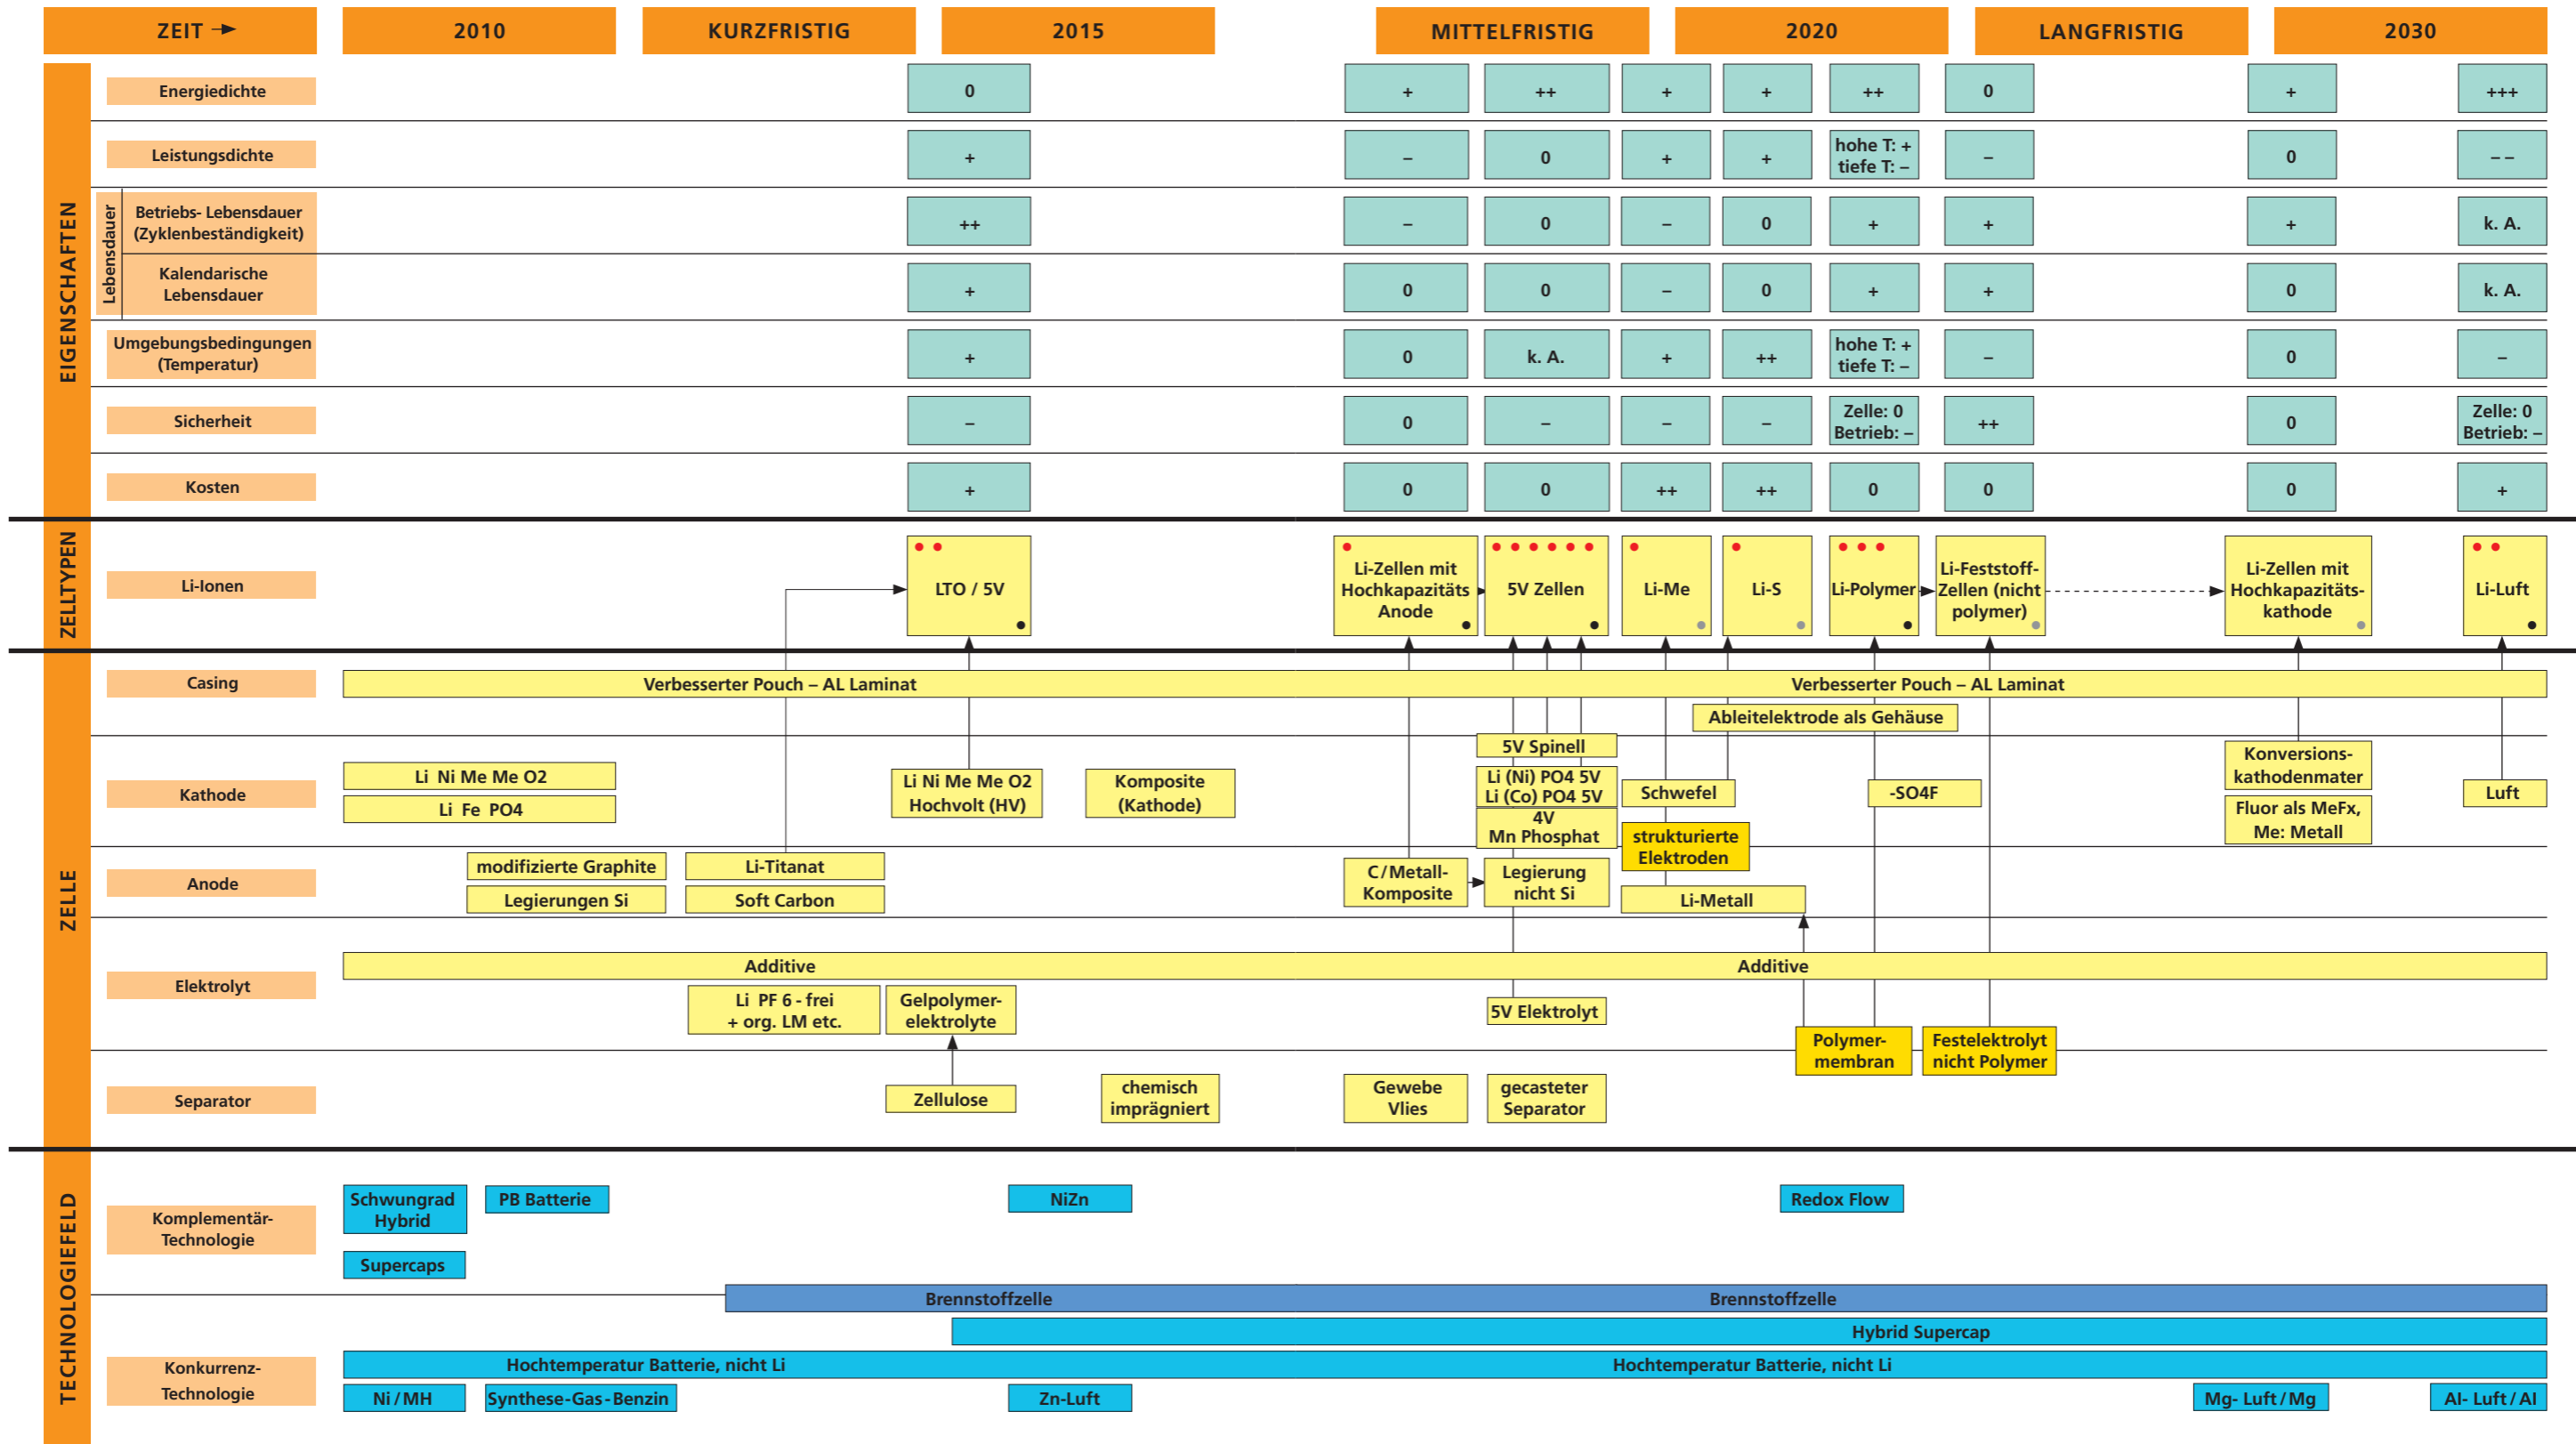 ZEIT
2010
KURZFRISTIG
2015
MITTELFRISTIG
2020
LANGFRISTIG
2030
EIGENSCHAFTEN
Energiedichte
0
+
++
+
+
++
0
+
+++
Leistungsdichte
+
–
0
+
+
hohe T: +
tiefe T: –
–
0
– –
Lebensdauer
Betriebs- Lebensdauer
(Zyklenbeständigkeit)
++
–
0
–
0
+
+
+
k. A.
Kalendarische
Lebensdauer
+
0
0
–
0
+
+
0
k. A.
Umgebungsbedingungen
(Temperatur)
+
0
k. A.
+
++
hohe T: +
tiefe T: –
–
0
–
Sicherheit
–
0
–
–
–
Zelle: 0
Betrieb: –
++
0
Zelle: 0
Betrieb: –
Kosten
+
0
0
++
++
0
0
0
+
ZELLTYPEN
Li-Ionen
LTO / 5V
Li-Zellen mit
Hochkapazitäts
Anode
5V Zellen
Li-Me
Li-S
Li-Polymer
Li-Feststoff-
Zellen (nicht
polymer)
Li-Zellen mit
Hochkapazitäts-
kathode
Li-Luft
ZELLE
Casing
Verbesserter Pouch – AL Laminat
Verbesserter Pouch – AL Laminat
Ableitelektrode als Gehäuse
Kathode
Li Ni Me Me O2
Li Fe PO4
Li Ni Me Me O2
Hochvolt (HV)
Komposite
(Kathode)
5V Spinell
Li (Ni) PO4 5V
Li (Co) PO4 5V
4V
Mn Phosphat
Schwefel
strukturierte
Elektroden
-SO4F
Konversions-
kathodenmater
Fluor als MeFx,
Me: Metall
Luft
Anode
modifizierte Graphite
Legierungen Si
Li-Titanat
Soft Carbon
C/Metall-
Komposite
Legierung
nicht Si
Li-Metall
Elektrolyt
Additive
Additive
Li PF 6 - frei
+ org. LM etc.
Gelpolymer-
elektrolyte
5V Elektrolyt
Polymer-
membran
Festelektrolyt
nicht Polymer
Separator
Zellulose
chemisch
imprägniert
Gewebe
Vlies
gecasteter
Separator
TECHNOLOGIEFELD
Komplementär-
Technologie
Schwungrad
Hybrid
PB Batterie
NiZn
Redox Flow
Supercaps
Brennstoffzelle
Brennstoffzelle
Hybrid Supercap
Konkurrenz-
Technologie
Hochtemperatur Batterie, nicht Li
Hochtemperatur Batterie, nicht Li
Ni/MH
Synthese-Gas-Benzin
Zn-Luft
Mg- Luft/Mg
Al- Luft/Al